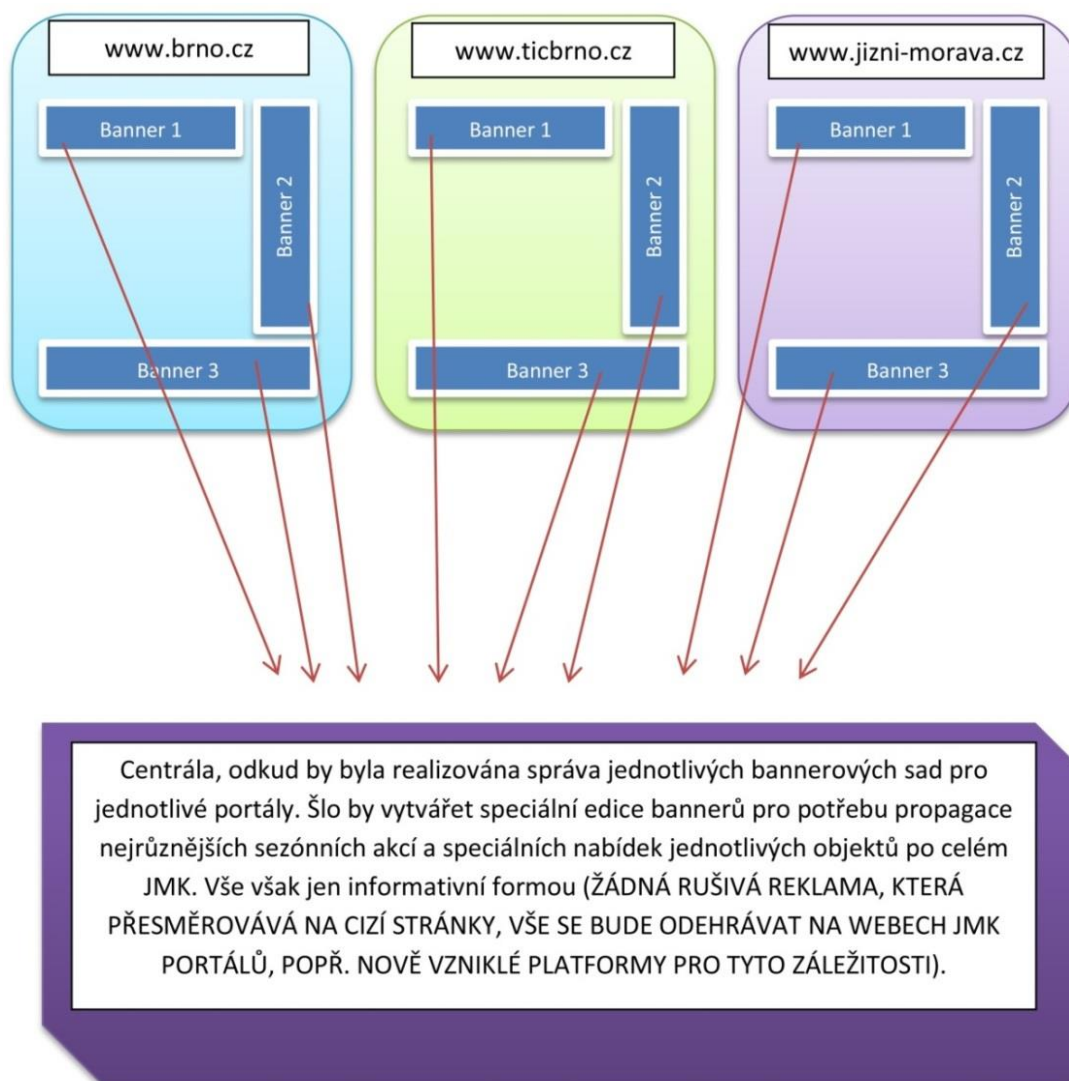 www.brno.cz
Banner 1
Banner 2
Banner 3
www.ticbrno.cz
Banner 1
Banner 2
Banner 3
www.jizni-morava.cz
Banner 1
Banner 2
Banner 3
Centrála, odkud by byla realizována správa jednotlivých bannerových sad pro
jednotlivé portály. Šlo by vytvářet speciální edice bannerů pro potřebu propagace
nejrůznějších sezónních akcí a speciálních nabídek jednotlivých objektů po celém
JMK. Vše však jen informativní formou (ŽÁDNÁ RUŠIVÁ REKLAMA, KTERÁ
PŘESMĚROVÁVÁ NA CIZÍ STRÁNKY, VŠE SE BUDE ODEHRÁVAT NA WEBECH JMK
PORTÁLŮ, POPŘ. NOVĚ VZNIKLÉ PLATFORMY PRO TYTO ZÁLEŽITOSTI).